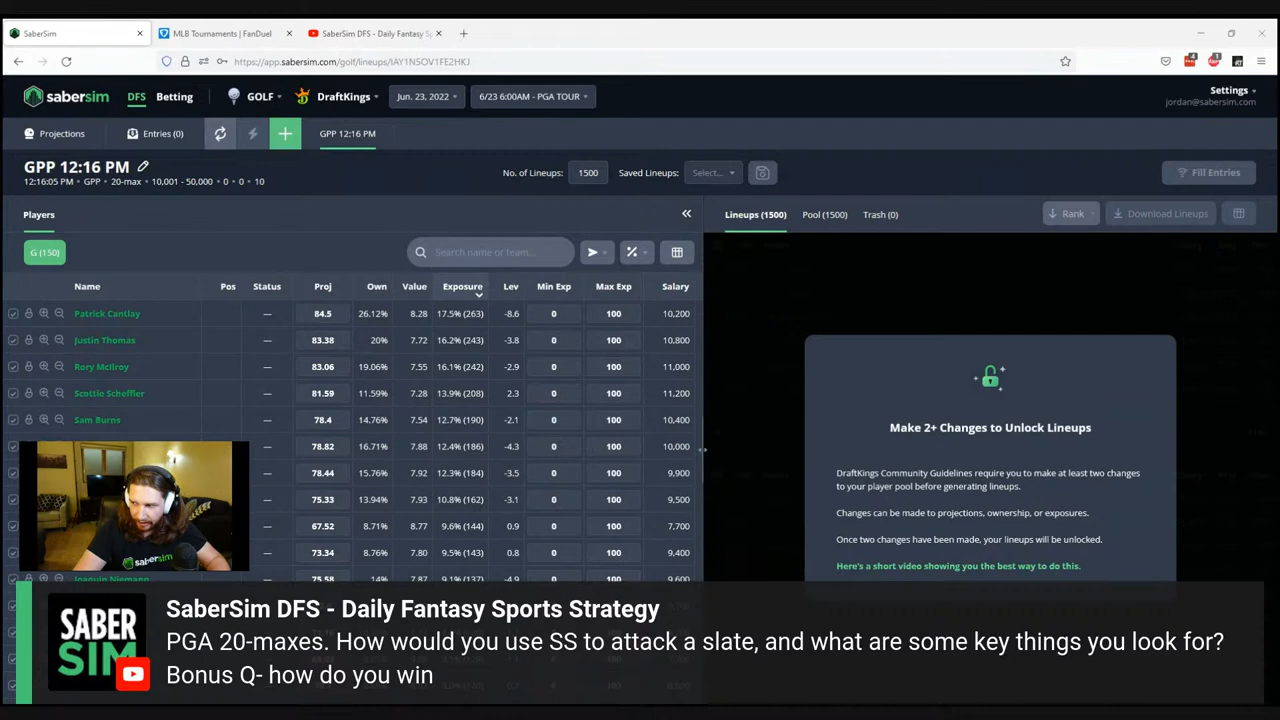 SaberSim
MLB Tournaments | FanDuel
SaberSim DFS - Daily Fantasy Sp
https://app.sabersim.com/golf/lineups/IAY1N5OV1FE2HKJ
sabersim
DFS
Betting
GOLF
DraftKings
Jun. 23, 2022
6/23 6:00AM - PGA TOUR
Settings
jordan@sabersim.com
Projections
Entries (0)
GPP 12:16 PM
GPP 12:16 PM
12:16:05 PM • GPP • 20-max • 10,001 - 50,000 • 0 • 0 • 10
No. of Lineups: 1500
Saved Lineups: Select...
Fill Entries
Players
Lineups (1500)
Pool (1500)
Trash (0)
Rank
Download Lineups
G (150)
Search name or team...
Name Pos Status Proj Own Value Exposure Lev Min Exp Max Exp Salary
Patrick Cantlay — 84.5 26.12% 8.28 17.5% (263) -8.6 0 100 10,200
Justin Thomas — 83.38 20% 7.72 16.2% (243) -3.8 0 100 10,800
Rory McIlroy — 83.06 19.06% 7.55 16.1% (242) -2.9 0 100 11,000
Scottie Scheffler — 81.59 11.59% 7.28 13.9% (208) 2.3 0 100 11,200
Sam Burns — 78.4 14.76% 7.54 12.7% (190) -2.1 0 100 10,400
— 78.82 16.71% 7.88 12.4% (186) -4.3 0 100 10,000
— 78.44 15.76% 7.92 12.3% (184) -3.5 0 100 9,900
— 75.33 13.94% 7.93 10.8% (162) -3.1 0 100 9,500
— 67.52 8.71% 8.77 9.6% (144) 0.9 0 100 7,700
— 73.34 8.76% 7.80 9.5% (143) 0.8 0 100 9,400
Joaquin Niemann — 75.58 14% 7.87 9.1% (137) -4.9 0 100 9,600
Make 2+ Changes to Unlock Lineups
DraftKings Community Guidelines require you to make at least two changes
to your player pool before generating lineups.
Changes can be made to projections, ownership, or exposures.
Once two changes have been made, your lineups will be unlocked.
Here's a short video showing you the best way to do this.
sabersim
SABER
SIM
SaberSim DFS - Daily Fantasy Sports Strategy
PGA 20-maxes. How would you use SS to attack a slate, and what are some key things you look for?
Bonus Q- how do you win